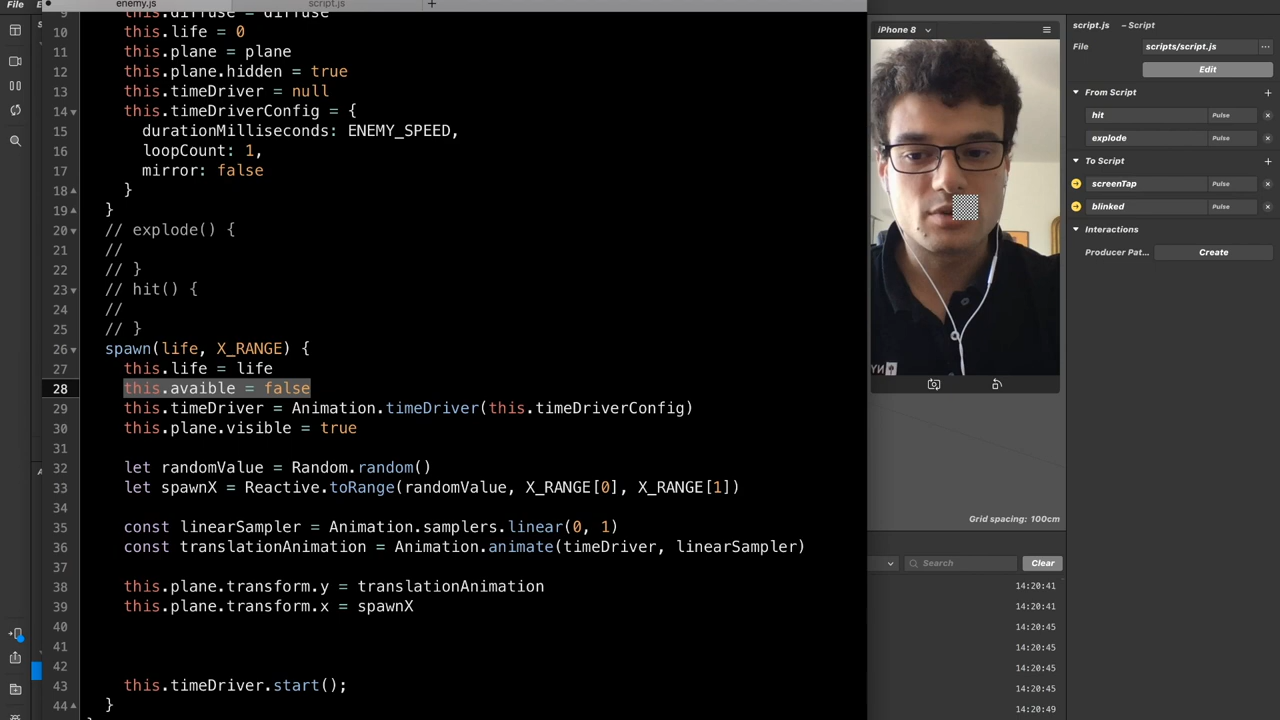 File
enemy.js
script.js
+
9 this.diffuse = diffuse
10 this.life = 0
11 this.plane = plane
12 this.plane.hidden = true
13 this.timeDriver = null
14 this.timeDriverConfig = {
15 durationMilliseconds: ENEMY_SPEED,
16 loopCount: 1,
17 mirror: false
18 }
19 }
20 // explode() {
21 //
22 // }
23 // hit() {
24 //
25 // }
26 spawn(life, X_RANGE) {
27 this.life = life
28 this.avaible = false
29 this.timeDriver = Animation.timeDriver(this.timeDriverConfig)
30 this.plane.visible = true
31
32 let randomValue = Random.random()
33 let spawnX = Reactive.toRange(randomValue, X_RANGE[0], X_RANGE[1])
34
35 const linearSampler = Animation.samplers.linear(0, 1)
36 const translationAnimation = Animation.animate(timeDriver, linearSampler)
37
38 this.plane.transform.y = translationAnimation
39 this.plane.transform.x = spawnX
40
41
42
43 this.timeDriver.start();
44 }
iPhone 8
Grid spacing: 100cm
Search
Clear
14:20:41
14:20:41
14:20:45
14:20:45
14:20:45
14:20:45
14:20:49
script.js – Script
File scripts/script.js ...
Edit
From Script +
hit Pulse
explode Pulse
To Script +
screenTap Pulse
blinked Pulse
Interactions
Producer Pat... Create